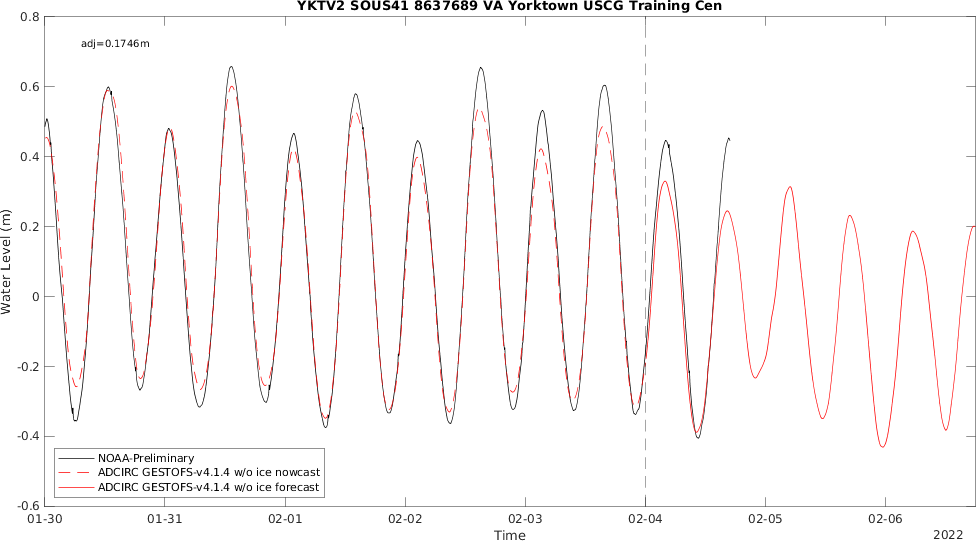 YKTV2 SOUS41 8637689 VA Yorktown USCG Training Cen
adj=0.1746m
0.8
0.6
0.4
0.2
0
-0.2
-0.4
-0.6
Water Level (m)
NOAA-Preliminary
ADCIRC GESTOFS-v4.1.4 w/o ice nowcast
ADCIRC GESTOFS-v4.1.4 w/o ice forecast
01-30 01-31 02-01 02-02 02-03 02-04 02-05 02-06
Time
2022